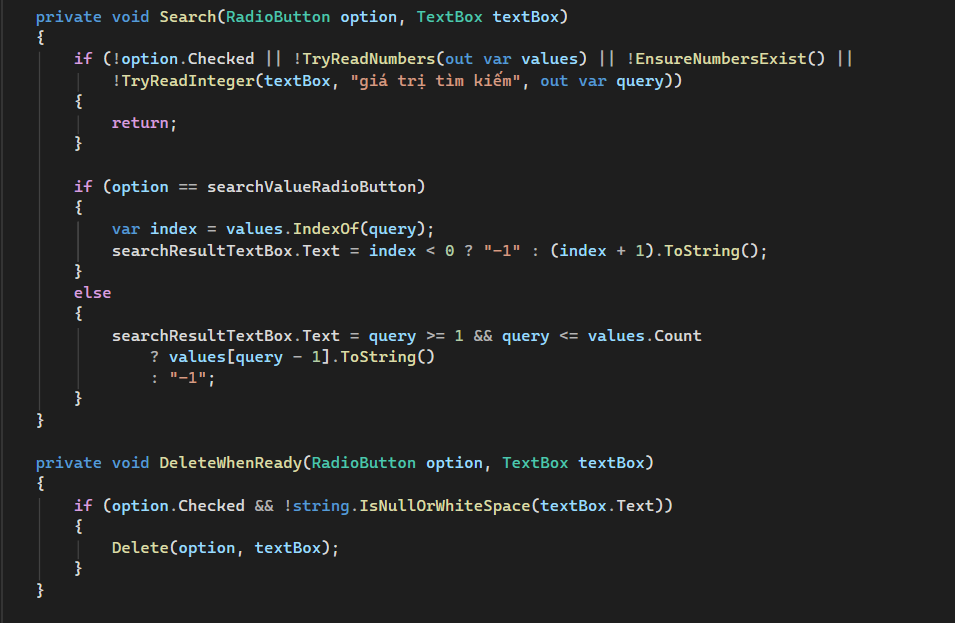 private void Search(RadioButton option, TextBox textBox)
{
    if (!option.Checked || !TryReadNumbers(out var values) || !EnsureNumbersExist() ||
        !TryReadInteger(textBox, "giá trị tìm kiếm", out var query))
    {
        return;
    }

    if (option == searchValueRadioButton)
    {
        var index = values.IndexOf(query);
        searchResultTextBox.Text = index < 0 ? "-1" : (index + 1).ToString();
    }
    else
    {
        searchResultTextBox.Text = query >= 1 && query <= values.Count
            ? values[query - 1].ToString()
            : "-1";
    }
}

private void DeleteWhenReady(RadioButton option, TextBox textBox)
{
    if (option.Checked && !string.IsNullOrWhiteSpace(textBox.Text))
    {
        Delete(option, textBox);
    }
}